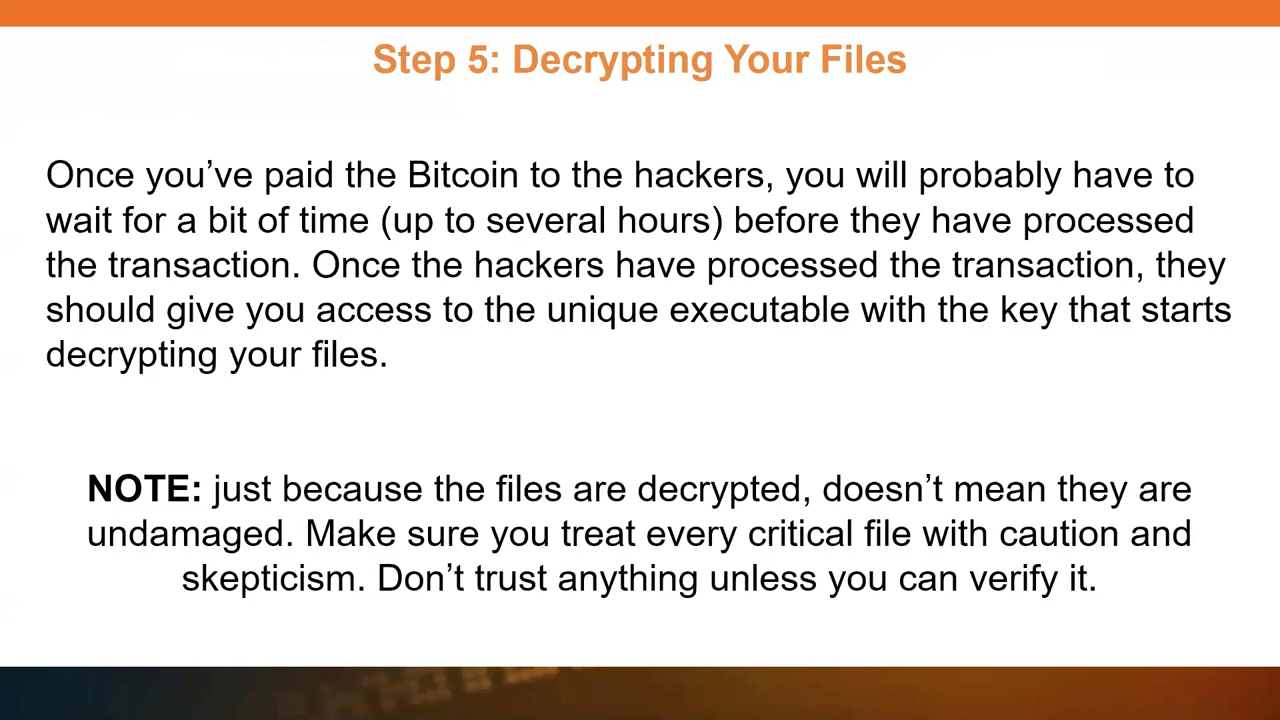 Step 5: Decrypting Your Files
Once you’ve paid the Bitcoin to the hackers, you will probably have to
wait for a bit of time (up to several hours) before they have processed
the transaction. Once the hackers have processed the transaction, they
should give you access to the unique executable with the key that starts
decrypting your files.
NOTE: just because the files are decrypted, doesn’t mean they are
undamaged. Make sure you treat every critical file with caution and
skepticism. Don’t trust anything unless you can verify it.